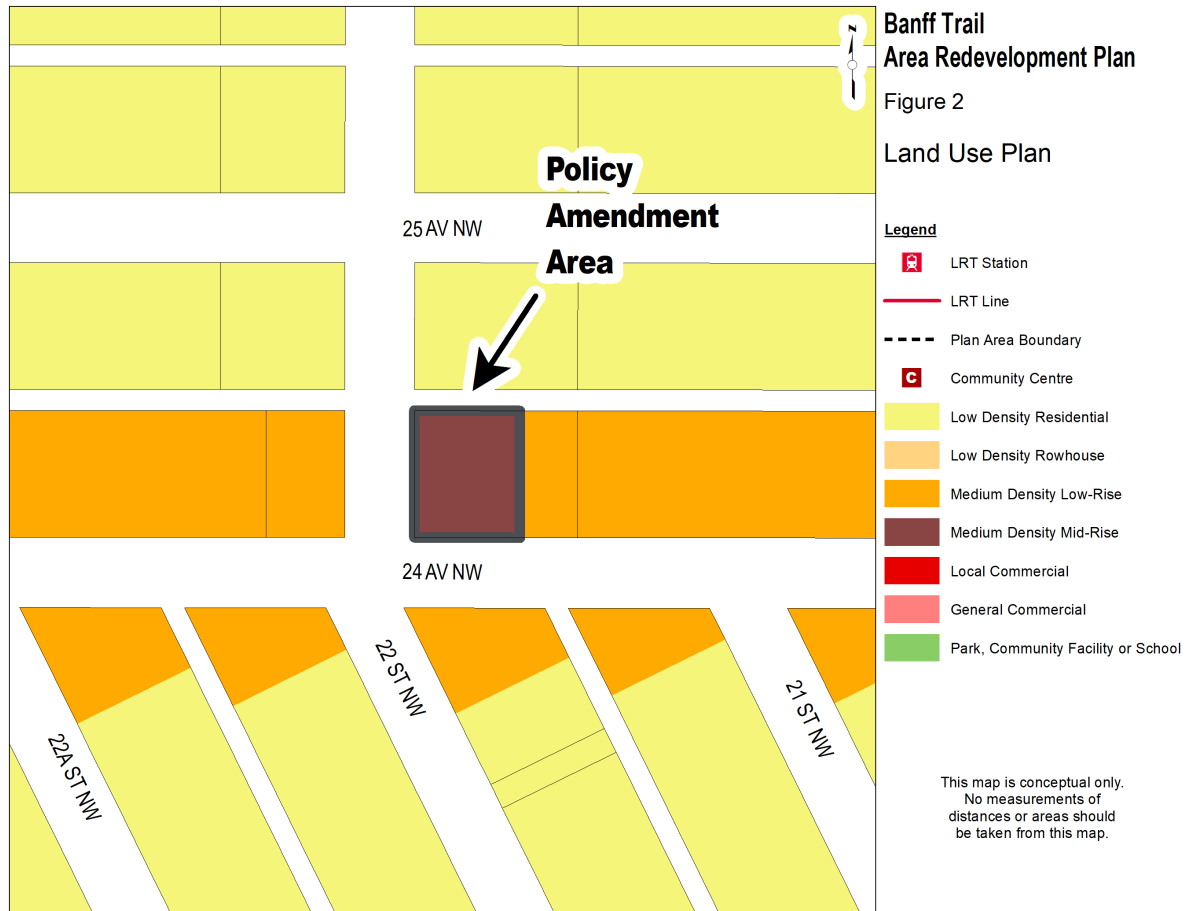 Banff Trail
Area Redevelopment Plan
Figure 2
Land Use Plan
N
Policy
Amendment
Area
25 AV NW
24 AV NW
22A ST NW
22 ST NW
21 ST NW
Legend
LRT Station
LRT Line
Plan Area Boundary
C
Community Centre
Low Density Residential
Low Density Rowhouse
Medium Density Low-Rise
Medium Density Mid-Rise
Local Commercial
General Commercial
Park, Community Facility or School
This map is conceptual only.
No measurements of
distances or areas should
be taken from this map.